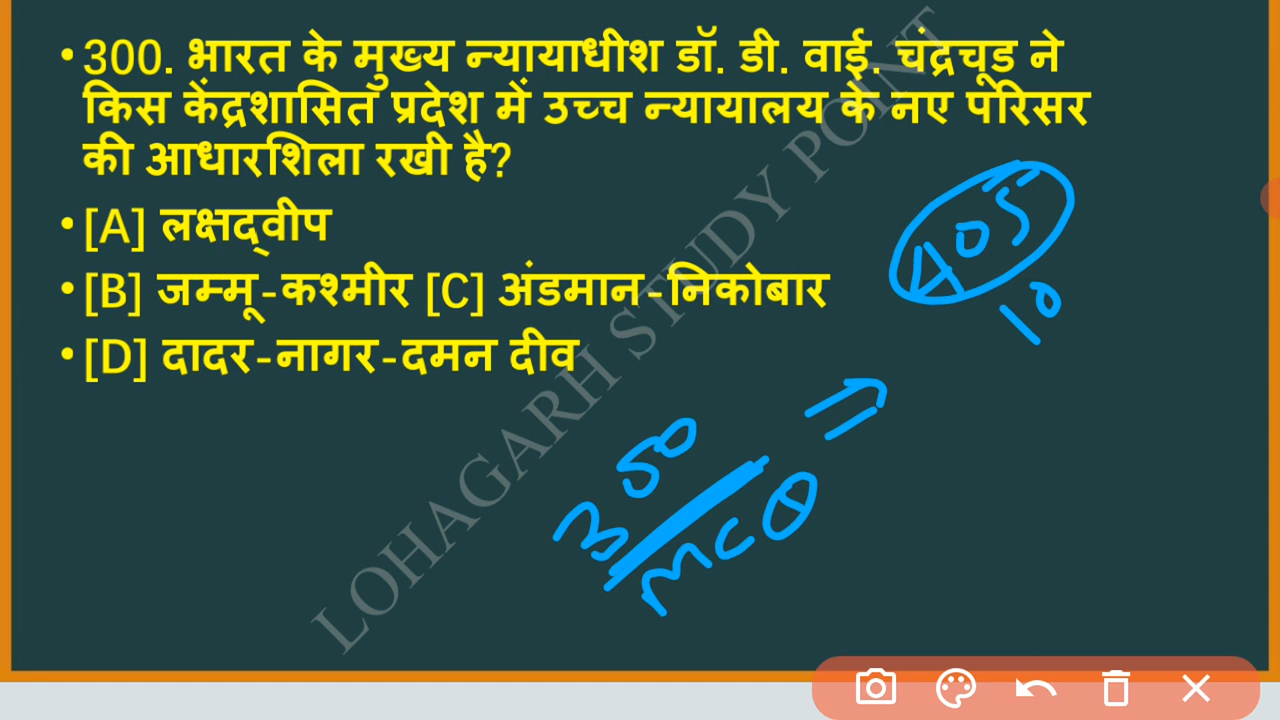 • 300. भारत के मुख्य न्यायाधीश डॉ. डी. वाई. चंद्रचूड़ ने
किस केंद्रशासित प्रदेश में उच्च न्यायालय के नए परिसर
की आधारशिला रखी है?
• [A] लक्षद्वीप
• [B] जम्मू-कश्मीर [C] अंडमान-निकोबार
• [D] दादर-नागर-दमन दीव
405
10
350
MCQ
LOHAGARH STUDY POINT